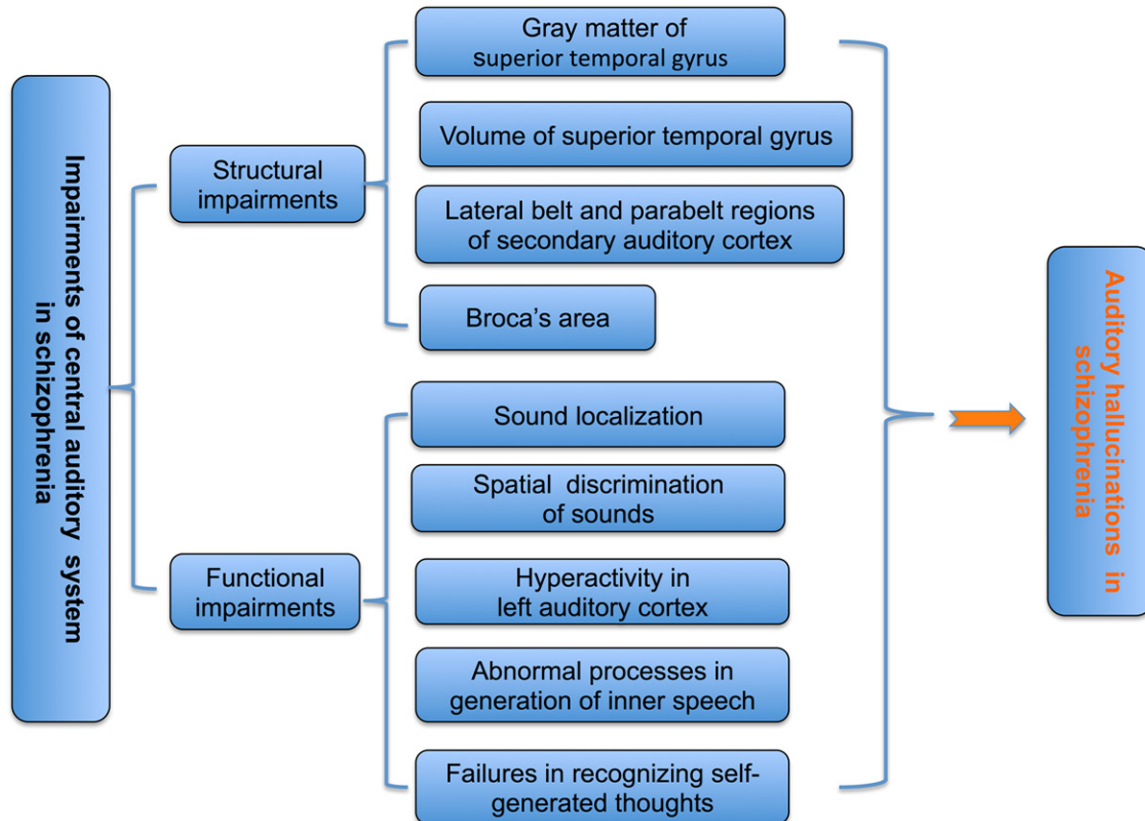 Impairments of central auditory system
in schizophrenia
Structural
impairments
Gray matter of
superior temporal gyrus
Volume of superior temporal gyrus
Lateral belt and parabelt regions
of secondary auditory cortex
Broca's area
Functional
impairments
Sound localization
Spatial discrimination
of sounds
Hyperactivity in
left auditory cortex
Abnormal processes in
generation of inner speech
Failures in recognizing self-
generated thoughts
Auditory hallucinations in
schizophrenia